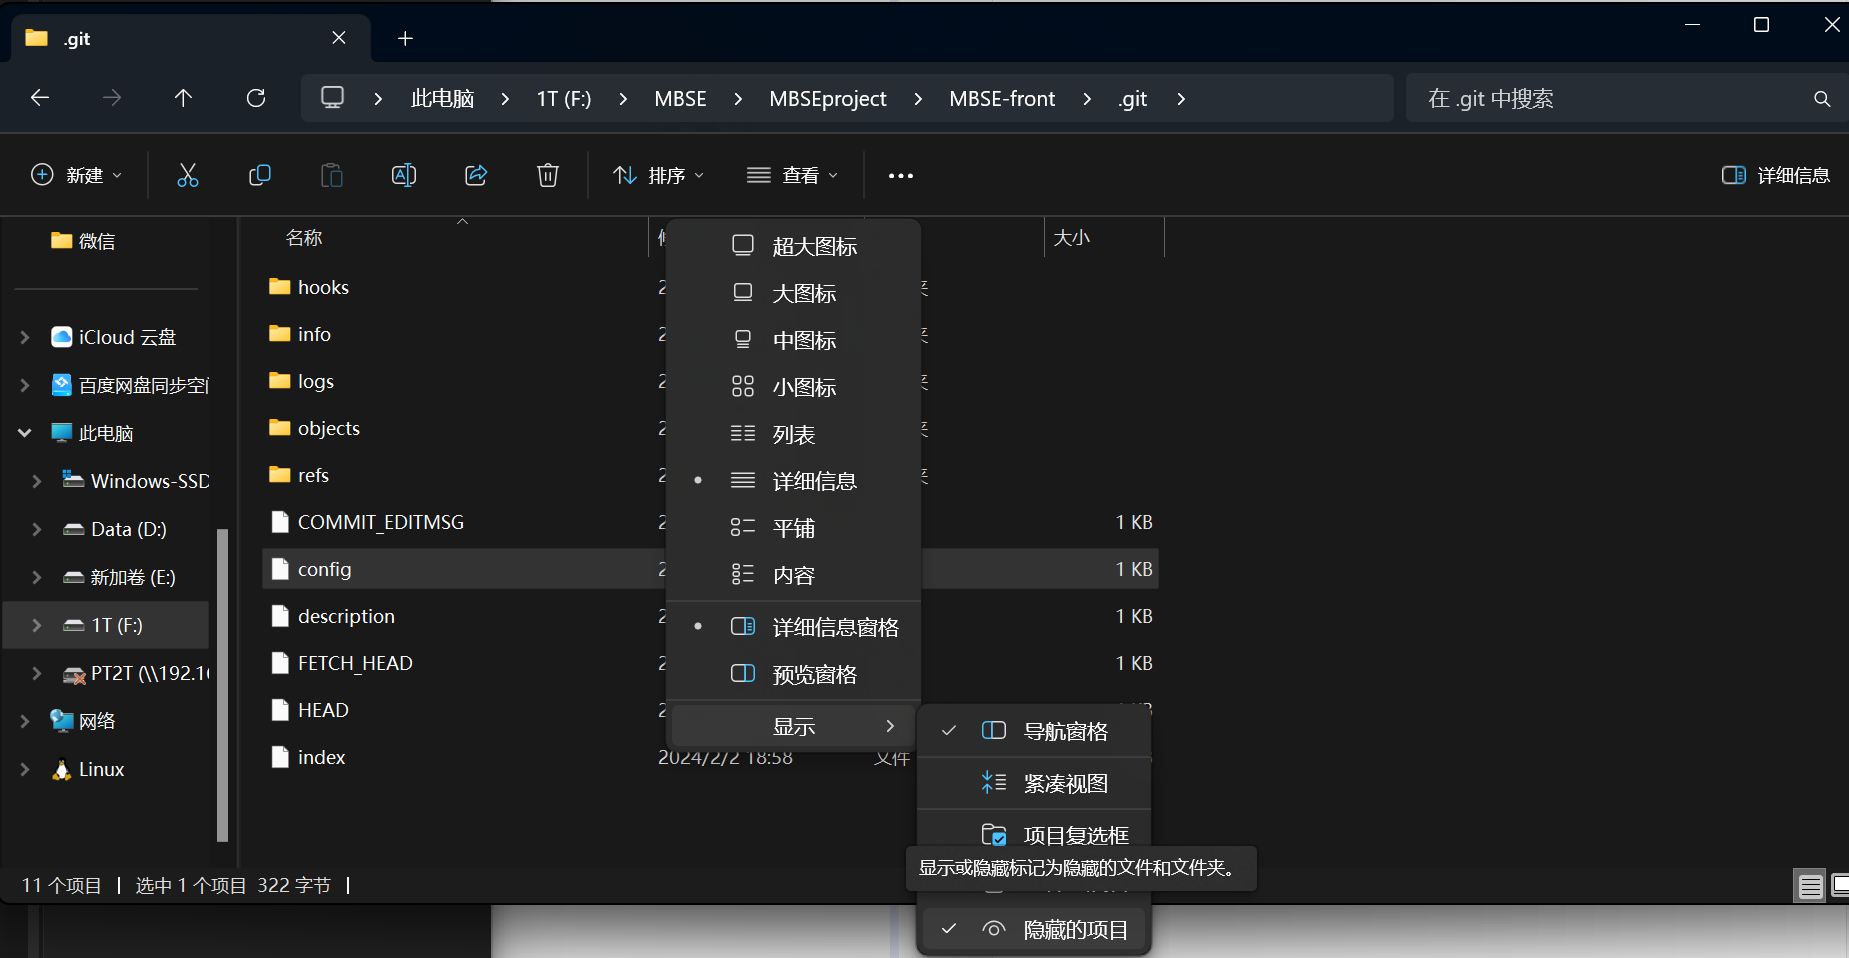 .git
此电脑 1T (F:) MBSE MBSEproject MBSE-front .git
在 .git 中搜索
新建 排序 查看 详细信息
微信
iCloud 云盘
百度网盘同步空
此电脑
Windows-SSD
Data (D:)
新加卷 (E:)
1T (F:)
PT2T (\\192.1
网络
Linux
名称 大小
hooks
info
logs
objects
refs
COMMIT_EDITMSG 1 KB
config 1 KB
description 1 KB
FETCH_HEAD 1 KB
HEAD
index 2024/2/2 18:58 文件
超大图标
大图标
中图标
小图标
列表
详细信息
平铺
内容
详细信息窗格
预览窗格
显示
导航窗格
紧凑视图
项目复选框
显示或隐藏标记为隐藏的文件和文件夹。
隐藏的项目
11 个项目 选中 1 个项目 322 字节